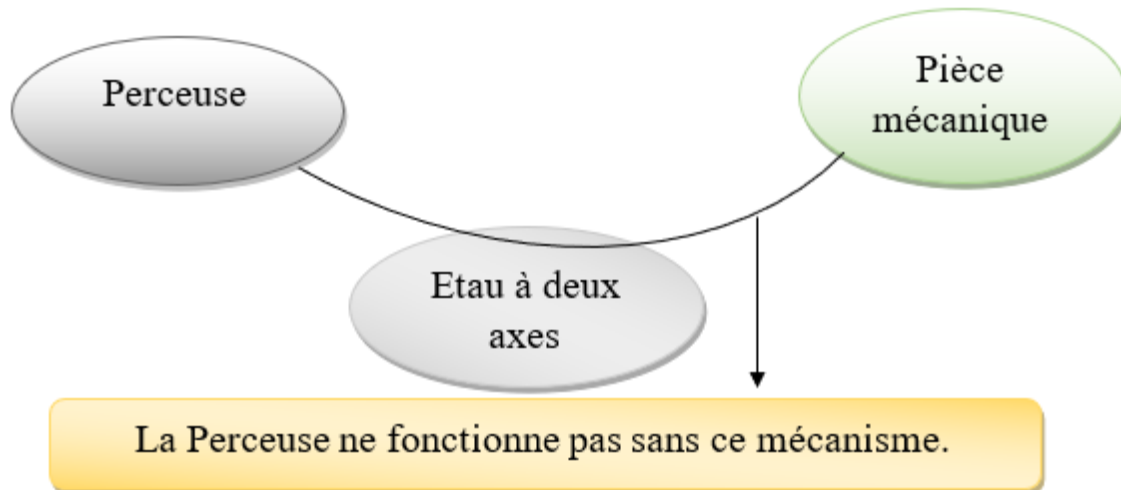 Perceuse
Pièce
mécanique
Etau à deux
axes
La Perceuse ne fonctionne pas sans ce mécanisme.